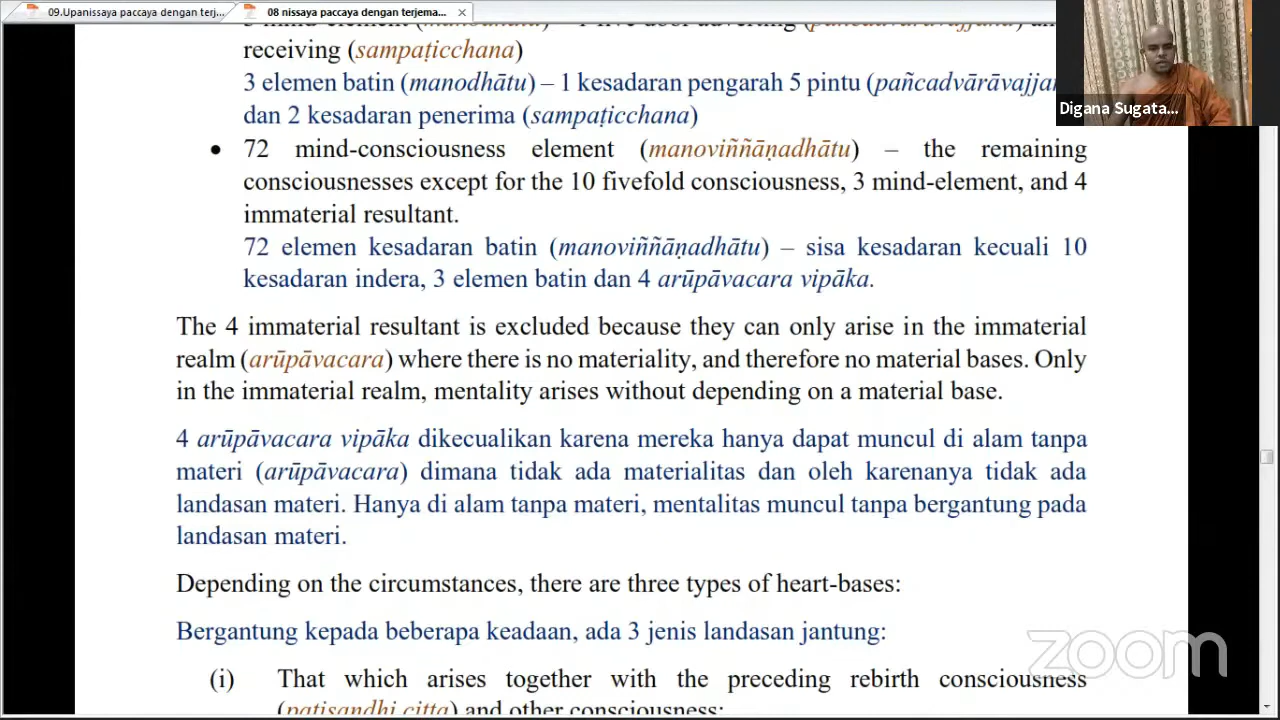 09.Upanissaya paccaya dengan terj...
08 nissaya paccaya dengan terjema...
receiving (sampaṭicchana)
3 elemen batin (manodhātu) – 1 kesadaran pengarah 5 pintu (pañcadvārāvajjan
dan 2 kesadaran penerima (sampaṭicchana)
Digana Sugata...
• 72 mind-consciousness element (manoviññāṇadhātu) – the remaining
consciousnesses except for the 10 fivefold consciousness, 3 mind-element, and 4
immaterial resultant.
72 elemen kesadaran batin (manoviññāṇadhātu) – sisa kesadaran kecuali 10
kesadaran indera, 3 elemen batin dan 4 arūpāvacara vipāka.
The 4 immaterial resultant is excluded because they can only arise in the immaterial
realm (arūpāvacara) where there is no materiality, and therefore no material bases. Only
in the immaterial realm, mentality arises without depending on a material base.
4 arūpāvacara vipāka dikecualikan karena mereka hanya dapat muncul di alam tanpa
materi (arūpāvacara) dimana tidak ada materialitas dan oleh karenanya tidak ada
landasan materi. Hanya di alam tanpa materi, mentalitas muncul tanpa bergantung pada
landasan materi.
Depending on the circumstances, there are three types of heart-bases:
Bergantung kepada beberapa keadaan, ada 3 jenis landasan jantung:
zoom
(i) That which arises together with the preceding rebirth consciousness
(paṭisandhi citta) and other consciousness: